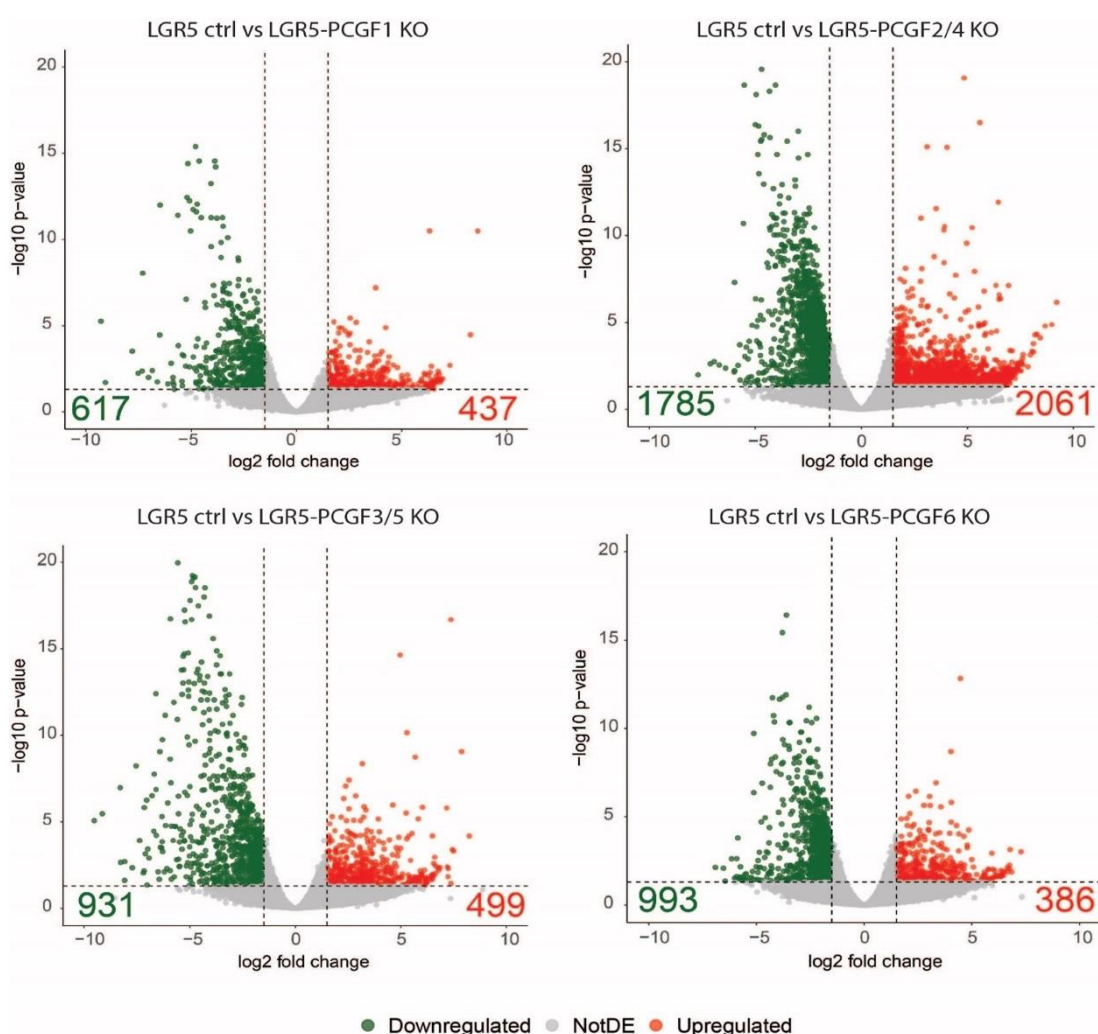 LGR5 ctrl vs LGR5-PCGF1 KO
20
15
10
5
0
−log10 p−value
617
437
−10 −5 0 5 10
log2 fold change
LGR5 ctrl vs LGR5-PCGF2/4 KO
20
15
10
5
0
−log10 p−value
1785
2061
−10 −5 0 5 10
log2 fold change
LGR5 ctrl vs LGR5-PCGF3/5 KO
20
15
10
5
0
−log10 p−value
931
499
−10 −5 0 5 10
log2 fold change
LGR5 ctrl vs LGR5-PCGF6 KO
20
15
10
5
0
−log10 p−value
993
386
−10 −5 0 5 10
log2 fold change
Downregulated NotDE Upregulated